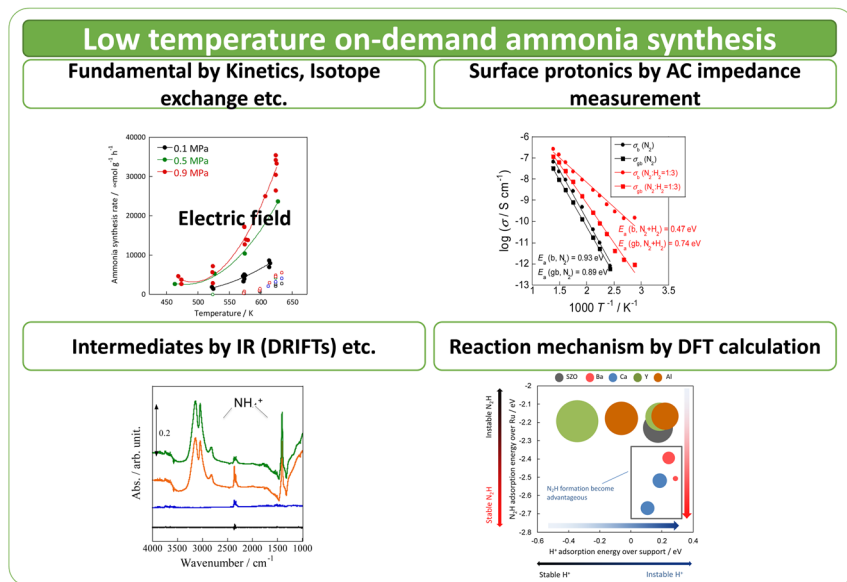 Low temperature on-demand ammonia synthesis
Fundamental by Kinetics, Isotope
exchange etc.
Surface protonics by AC impedance
measurement
Ammonia synthesis rate / ∝mol g⁻¹ h⁻¹
40000
30000
20000
10000
0
0.1 MPa
0.5 MPa
0.9 MPa
Electric field
450
500
550
600
650
Temperature / K
log (σ / S cm⁻¹)
-6
-7
-8
-9
-10
-11
-12
-13
σb (N₂)
σgb (N₂)
σb (N₂:H₂=1:3)
σgb (N₂:H₂=1:3)
Ea (b, N₂+H₂) = 0.47 eV
Ea (gb, N₂+H₂) = 0.74 eV
Ea (b, N₂) = 0.93 eV
Ea (gb, N₂) = 0.89 eV
1
1.5
2
2.5
3
3.5
1000 T⁻¹ / K⁻¹
Intermediates by IR (DRIFTs) etc.
Reaction mechanism by DFT calculation
Abs. / arb. unit.
0.2
4000
3000
2000
1000
Wavenumber / cm⁻¹
SZO
Ba
Ca
Y
Al
Instable N₂H
Stable N₂H
N₂H adsorption energy over Ru / eV
-2
-2.1
-2.2
-2.3
-2.4
-2.5
-2.6
-2.7
-2.8
N₂H formation become
advantageous
-0.6
-0.4
-0.2
0
0.2
0.4
H⁺ adsorption energy over support / eV
Stable H⁺
Instable H⁺